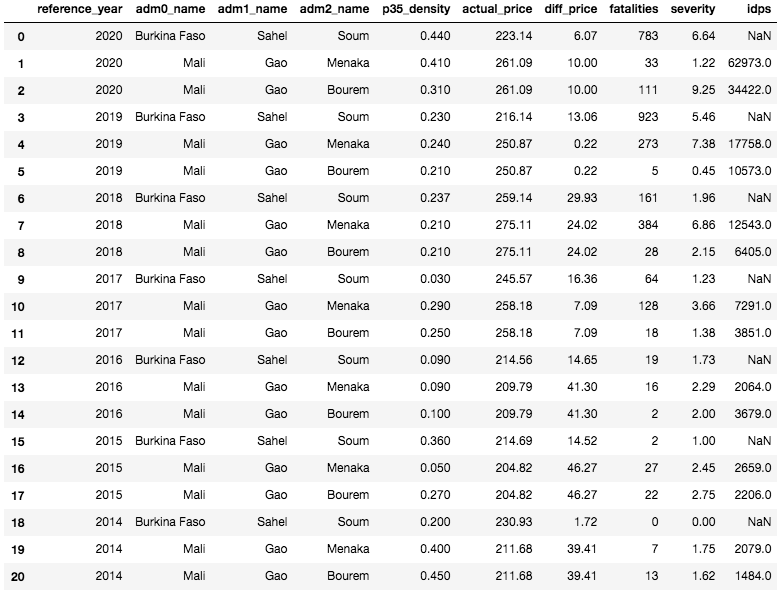 reference_year adm0_name adm1_name adm2_name p35_density actual_price diff_price fatalities severity idps
0 2020 Burkina Faso Sahel Soum 0.440 223.14 6.07 783 6.64 NaN
1 2020 Mali Gao Menaka 0.410 261.09 10.00 33 1.22 62973.0
2 2020 Mali Gao Bourem 0.310 261.09 10.00 111 9.25 34422.0
3 2019 Burkina Faso Sahel Soum 0.230 216.14 13.06 923 5.46 NaN
4 2019 Mali Gao Menaka 0.240 250.87 0.22 273 7.38 17758.0
5 2019 Mali Gao Bourem 0.210 250.87 0.22 5 0.45 10573.0
6 2018 Burkina Faso Sahel Soum 0.237 259.14 29.93 161 1.96 NaN
7 2018 Mali Gao Menaka 0.210 275.11 24.02 384 6.86 12543.0
8 2018 Mali Gao Bourem 0.210 275.11 24.02 28 2.15 6405.0
9 2017 Burkina Faso Sahel Soum 0.030 245.57 16.36 64 1.23 NaN
10 2017 Mali Gao Menaka 0.290 258.18 7.09 128 3.66 7291.0
11 2017 Mali Gao Bourem 0.250 258.18 7.09 18 1.38 3851.0
12 2016 Burkina Faso Sahel Soum 0.090 214.56 14.65 19 1.73 NaN
13 2016 Mali Gao Menaka 0.090 209.79 41.30 16 2.29 2064.0
14 2016 Mali Gao Bourem 0.100 209.79 41.30 2 2.00 3679.0
15 2015 Burkina Faso Sahel Soum 0.360 214.69 14.52 2 1.00 NaN
16 2015 Mali Gao Menaka 0.050 204.82 46.27 27 2.45 2659.0
17 2015 Mali Gao Bourem 0.270 204.82 46.27 22 2.75 2206.0
18 2014 Burkina Faso Sahel Soum 0.200 230.93 1.72 0 0.00 NaN
19 2014 Mali Gao Menaka 0.400 211.68 39.41 7 1.75 2079.0
20 2014 Mali Gao Bourem 0.450 211.68 39.41 13 1.62 1484.0